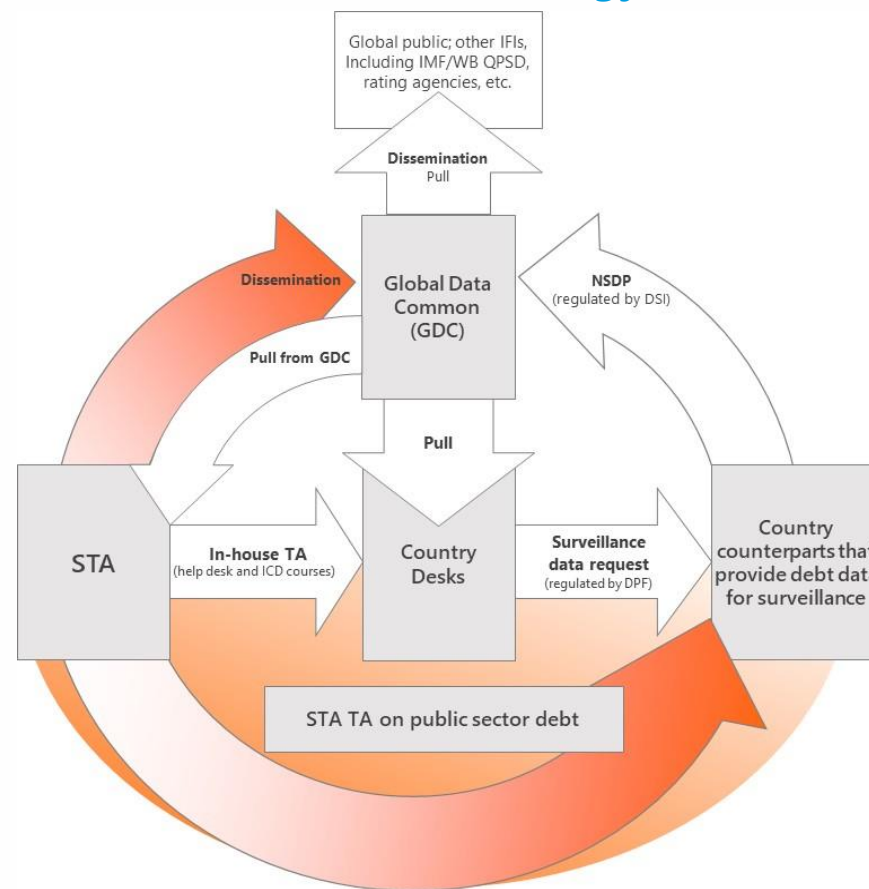 Global public; other IFIs,
Including IMF/WB QPSD,
rating agencies, etc.
Dissemination
Pull
Dissemination
Global Data
Common
(GDC)
NSDP
(regulated by DSI)
Pull from GDC
Pull
STA
In-house TA
(help desk and ICD courses)
Country
Desks
Surveillance
data request
(regulated by DPF)
Country
counterparts that
provide debt data
for surveillance
STA TA on public sector debt